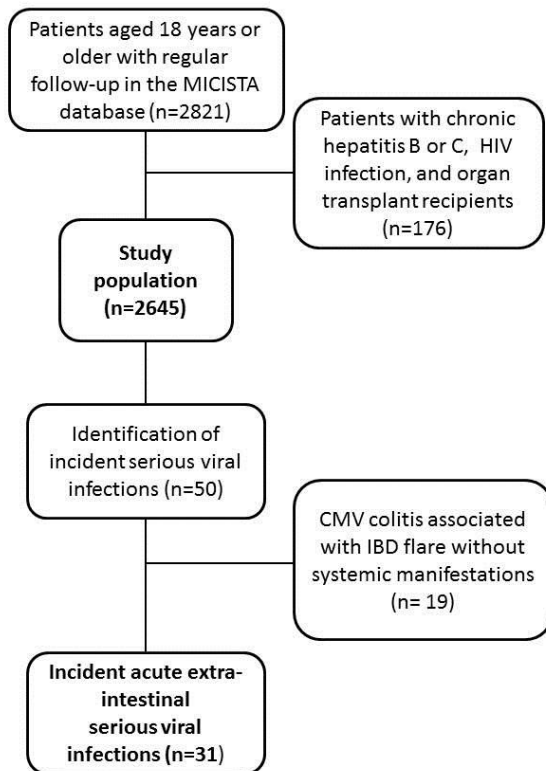 Patients aged 18 years or
older with regular
follow-up in the MICISTA
database (n=2821)
Patients with chronic
hepatitis B or C,  HIV
infection, and organ
transplant recipients
(n=176)
Study
population
(n=2645)
Identification of
incident serious viral
infections (n=50)
CMV colitis associated
with IBD flare without
systemic manifestations
(n= 19)
Incident acute extra-
intestinal
serious viral
infections (n=31)